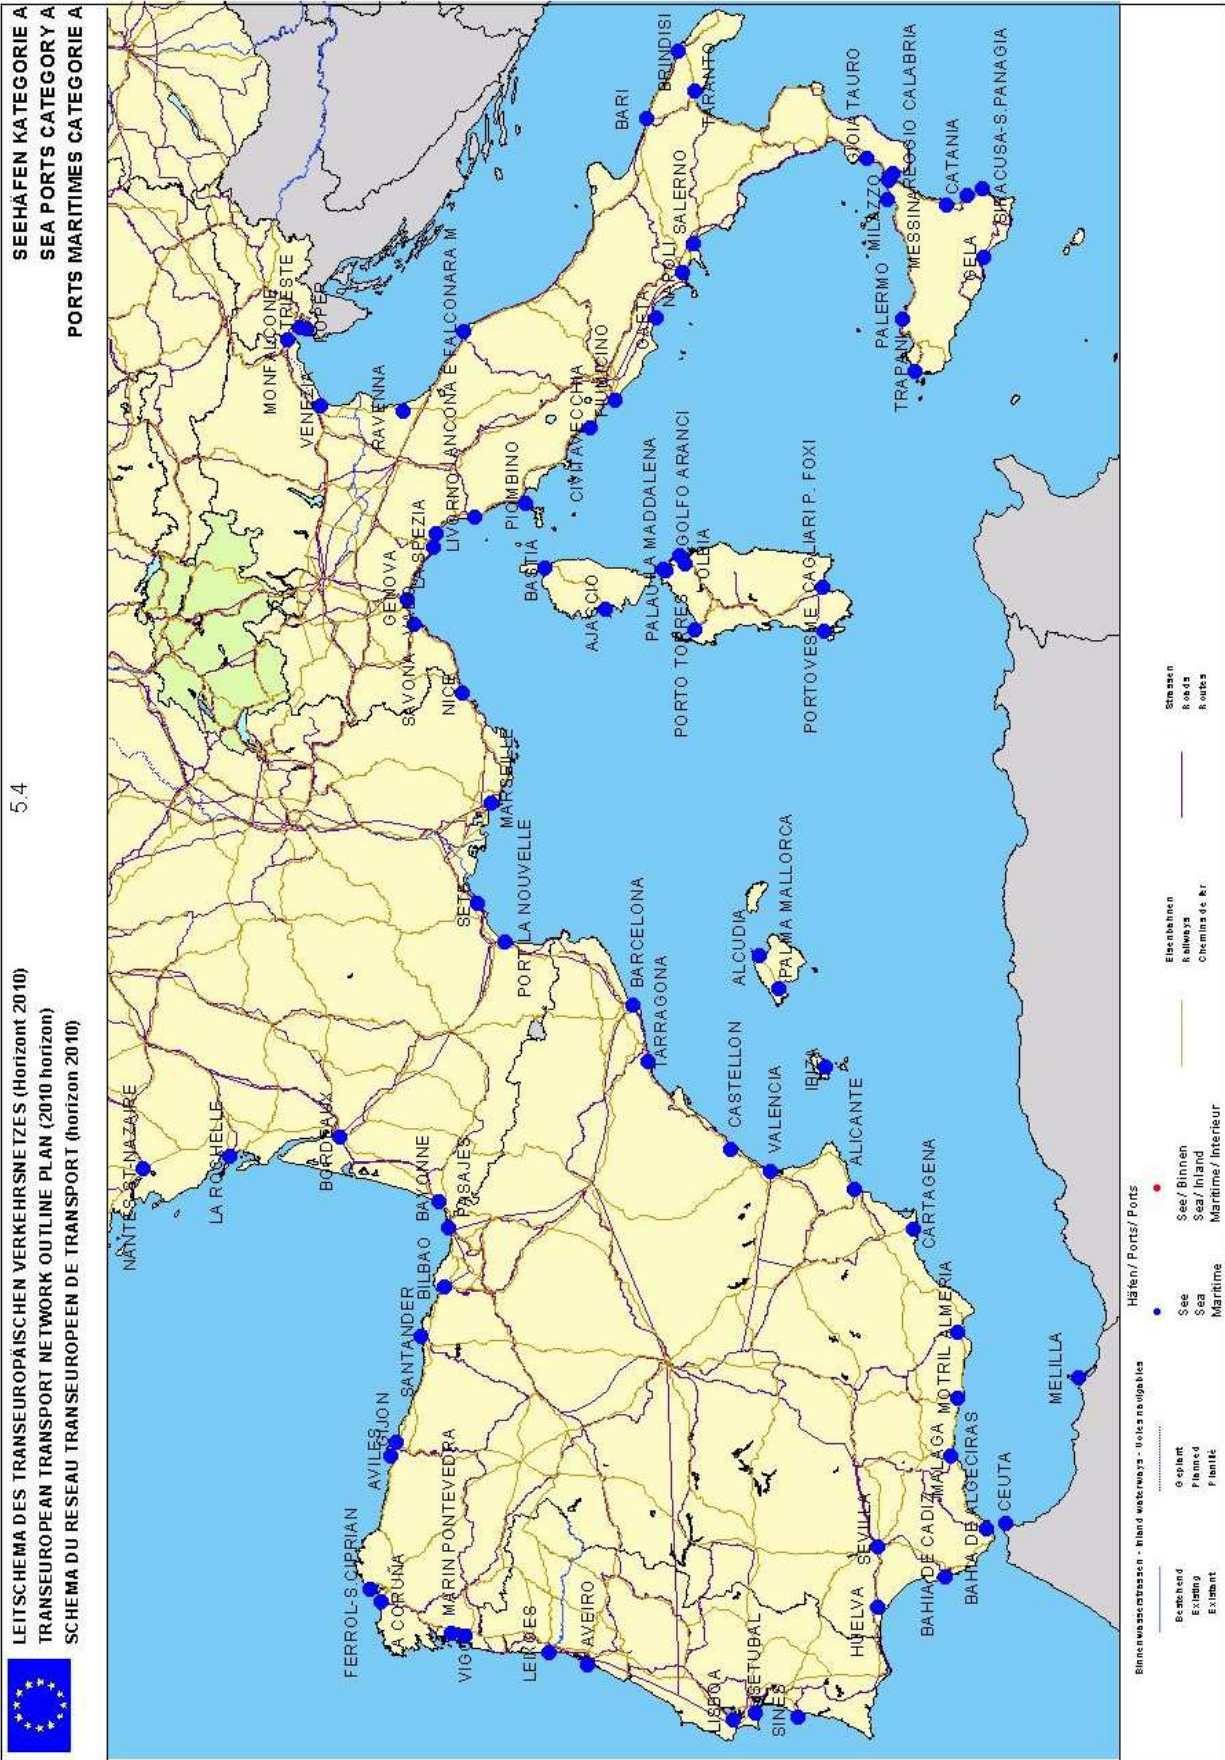 LEITSCHEMA DES TRANSEUROPÄISCHEN VERKEHRSNETZES (Horizont 2010)
TRANSEUROPEAN TRANSPORT NETWORK OUTLINE PLAN (2010 horizon)
SCHEMA DU RESEAU TRANSEUROPEEN DE TRANSPORT (horizon 2010)
5.4
SEEHÄFEN KATEGORIE A
SEA PORTS CATEGORY A
PORTS MARITIMES CATEGORIE A
NANTES-ST-NAZAIRE
LA ROCHELLE
BORDEAUX
BAYONNE
PASAJES
BILBAO
SANTANDER
GIJON
AVILES
FERROL-S.CIPRIAN
A CORUÑA
MARIN PONTEVEDRA
VIGO
LEIXOES
AVEIRO
LISBOA
SETUBAL
SINES
HUELVA
SEVILLA
BAHIA DE CADIZ
BAHIA DE ALGECIRAS
CEUTA
MALAGA
MOTRIL
ALMERIA
MELILLA
CARTAGENA
ALICANTE
VALENCIA
CASTELLON
IBIZA
PALMA MALLORCA
ALCUDIA
TARRAGONA
BARCELONA
PORT LA NOUVELLE
SETE
MARSEILLE
NICE
SAVONA - VADO
GENOVA
LA SPEZIA
LIVORNO
PIOMBINO
BASTIA
AJACCIO
PALAU
LA MADDALENA
GOLFO ARANCI
OLBIA
PORTO TORRES
PORTOVESME
CAGLIARI P. FOXI
CIVITAVECCHIA
FIUMICINO
GAETA
NAPOLI
SALERNO
ANCONA E FALCONARA M
RAVENNA
VENEZIA
MONFALCONE
TRIESTE
KOPER
BARI
BRINDISI
TARANTO
GIOIA TAURO
REGGIO CALABRIA
MESSINA
MILAZZO
PALERMO
TRAPANI
GELA
CATANIA
SIRACUSA-S.PANAGIA
Binnenwasserstrassen - Inland waterways - Voies navigables
Bestehend
Existing
Existant
Geplant
Planned
Planifié
Häfen/ Ports/ Ports
See
Sea
Maritime
See/ Binnen
Sea/ Inland
Maritime/ Interieur
Eisenbahnen
Railways
Chemins de fer
Strassen
Roads
Routes